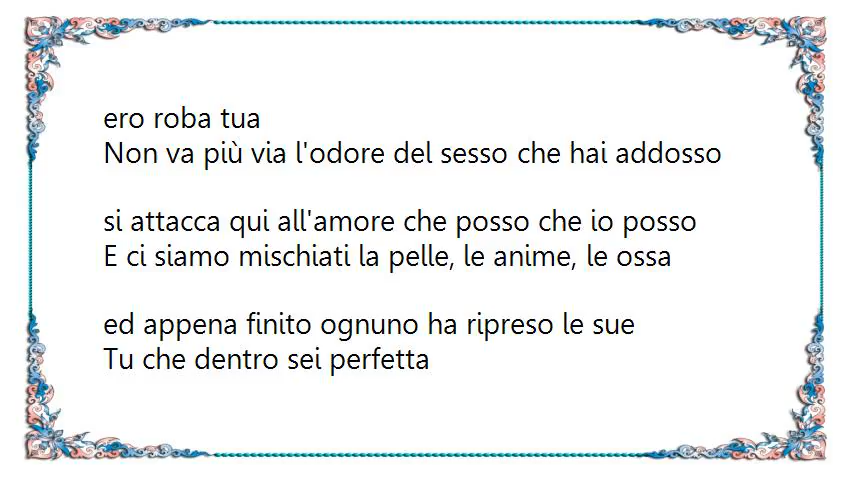 ero roba tua
Non va più via l'odore del sesso che hai addosso
si attacca qui all'amore che posso che io posso
E ci siamo mischiati la pelle, le anime, le ossa
ed appena finito ognuno ha ripreso le sue
Tu che dentro sei perfetta